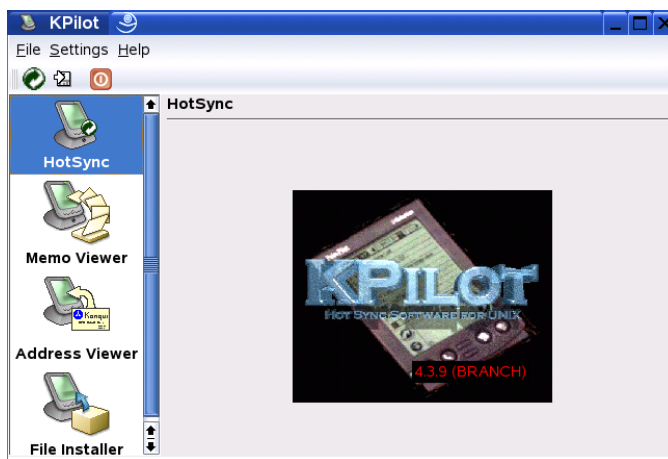 KPilot
File Settings Help
HotSync
HotSync
Memo Viewer
Address Viewer
File Installer
KPILOT
HOT SYNC SOFTWARE FOR UNIX
4.3.9 (BRANCH)
Konqui